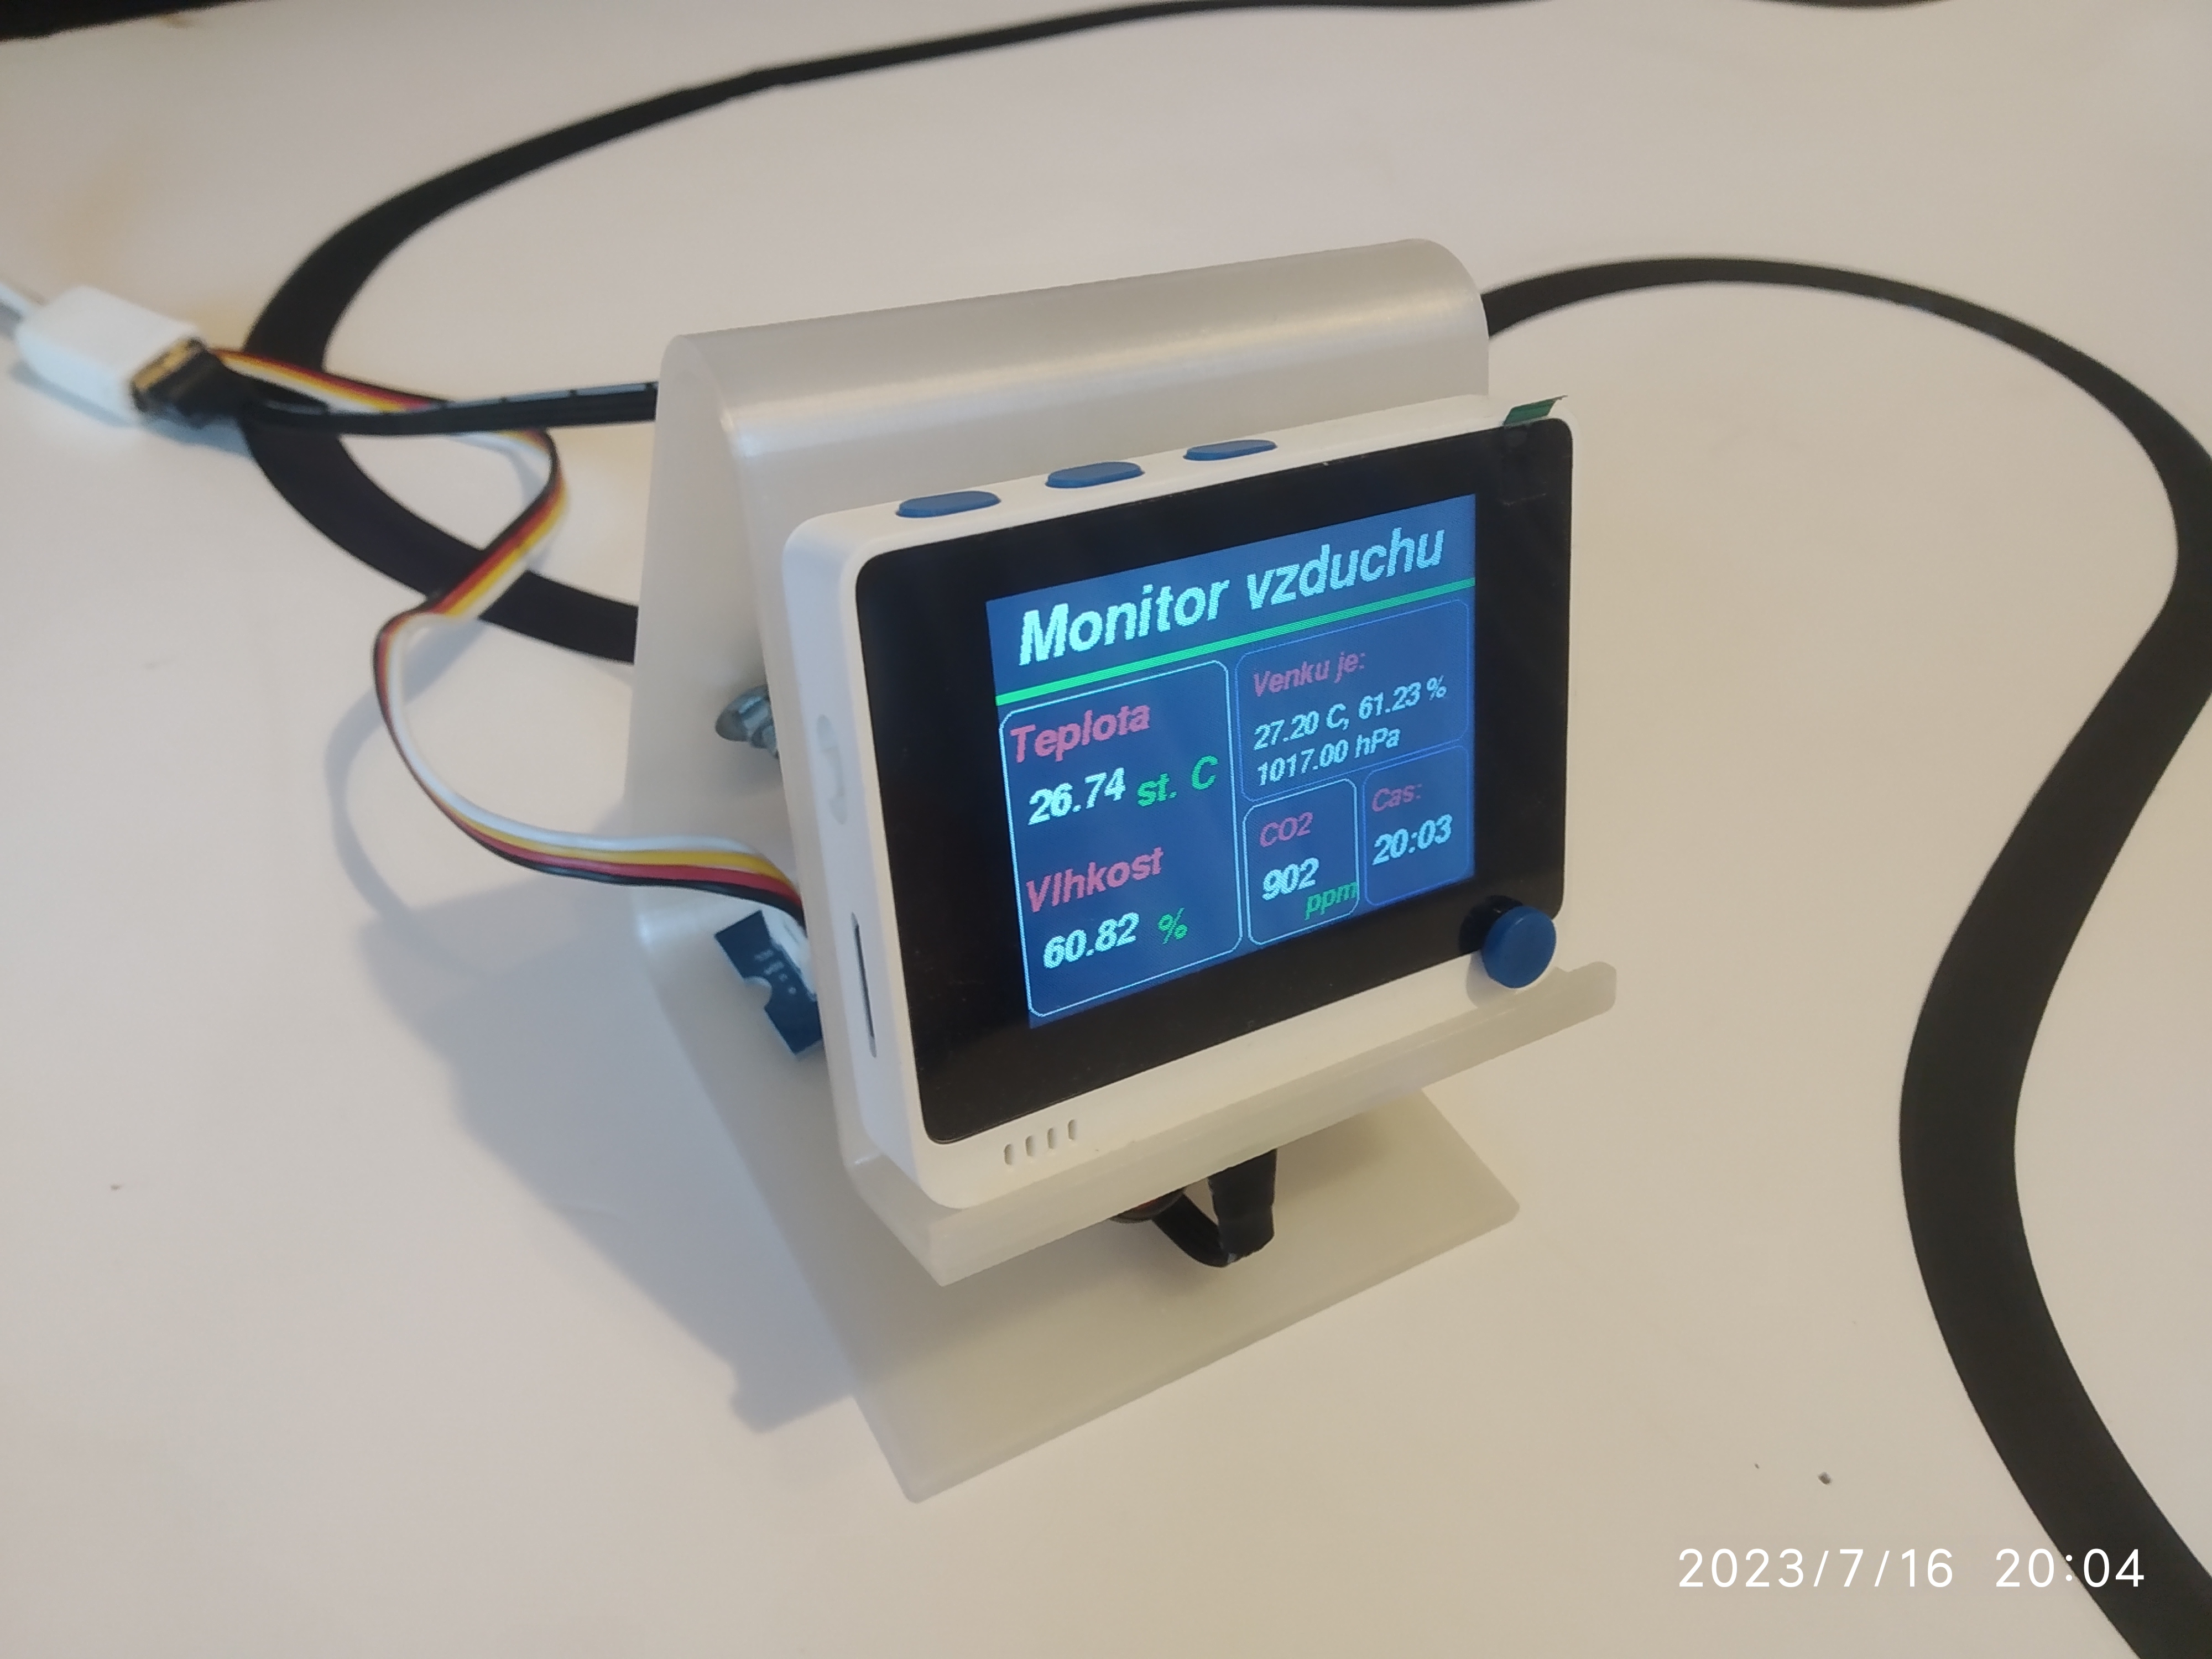 Monitor vzduchu
Teplota
26.74 st. C
Vlhkost
60.82 %
Venku je:
27.20 C, 61.23 %
1017.00 hPa
CO2
902
ppm
Cas:
20:03
2023/7/16 20:04